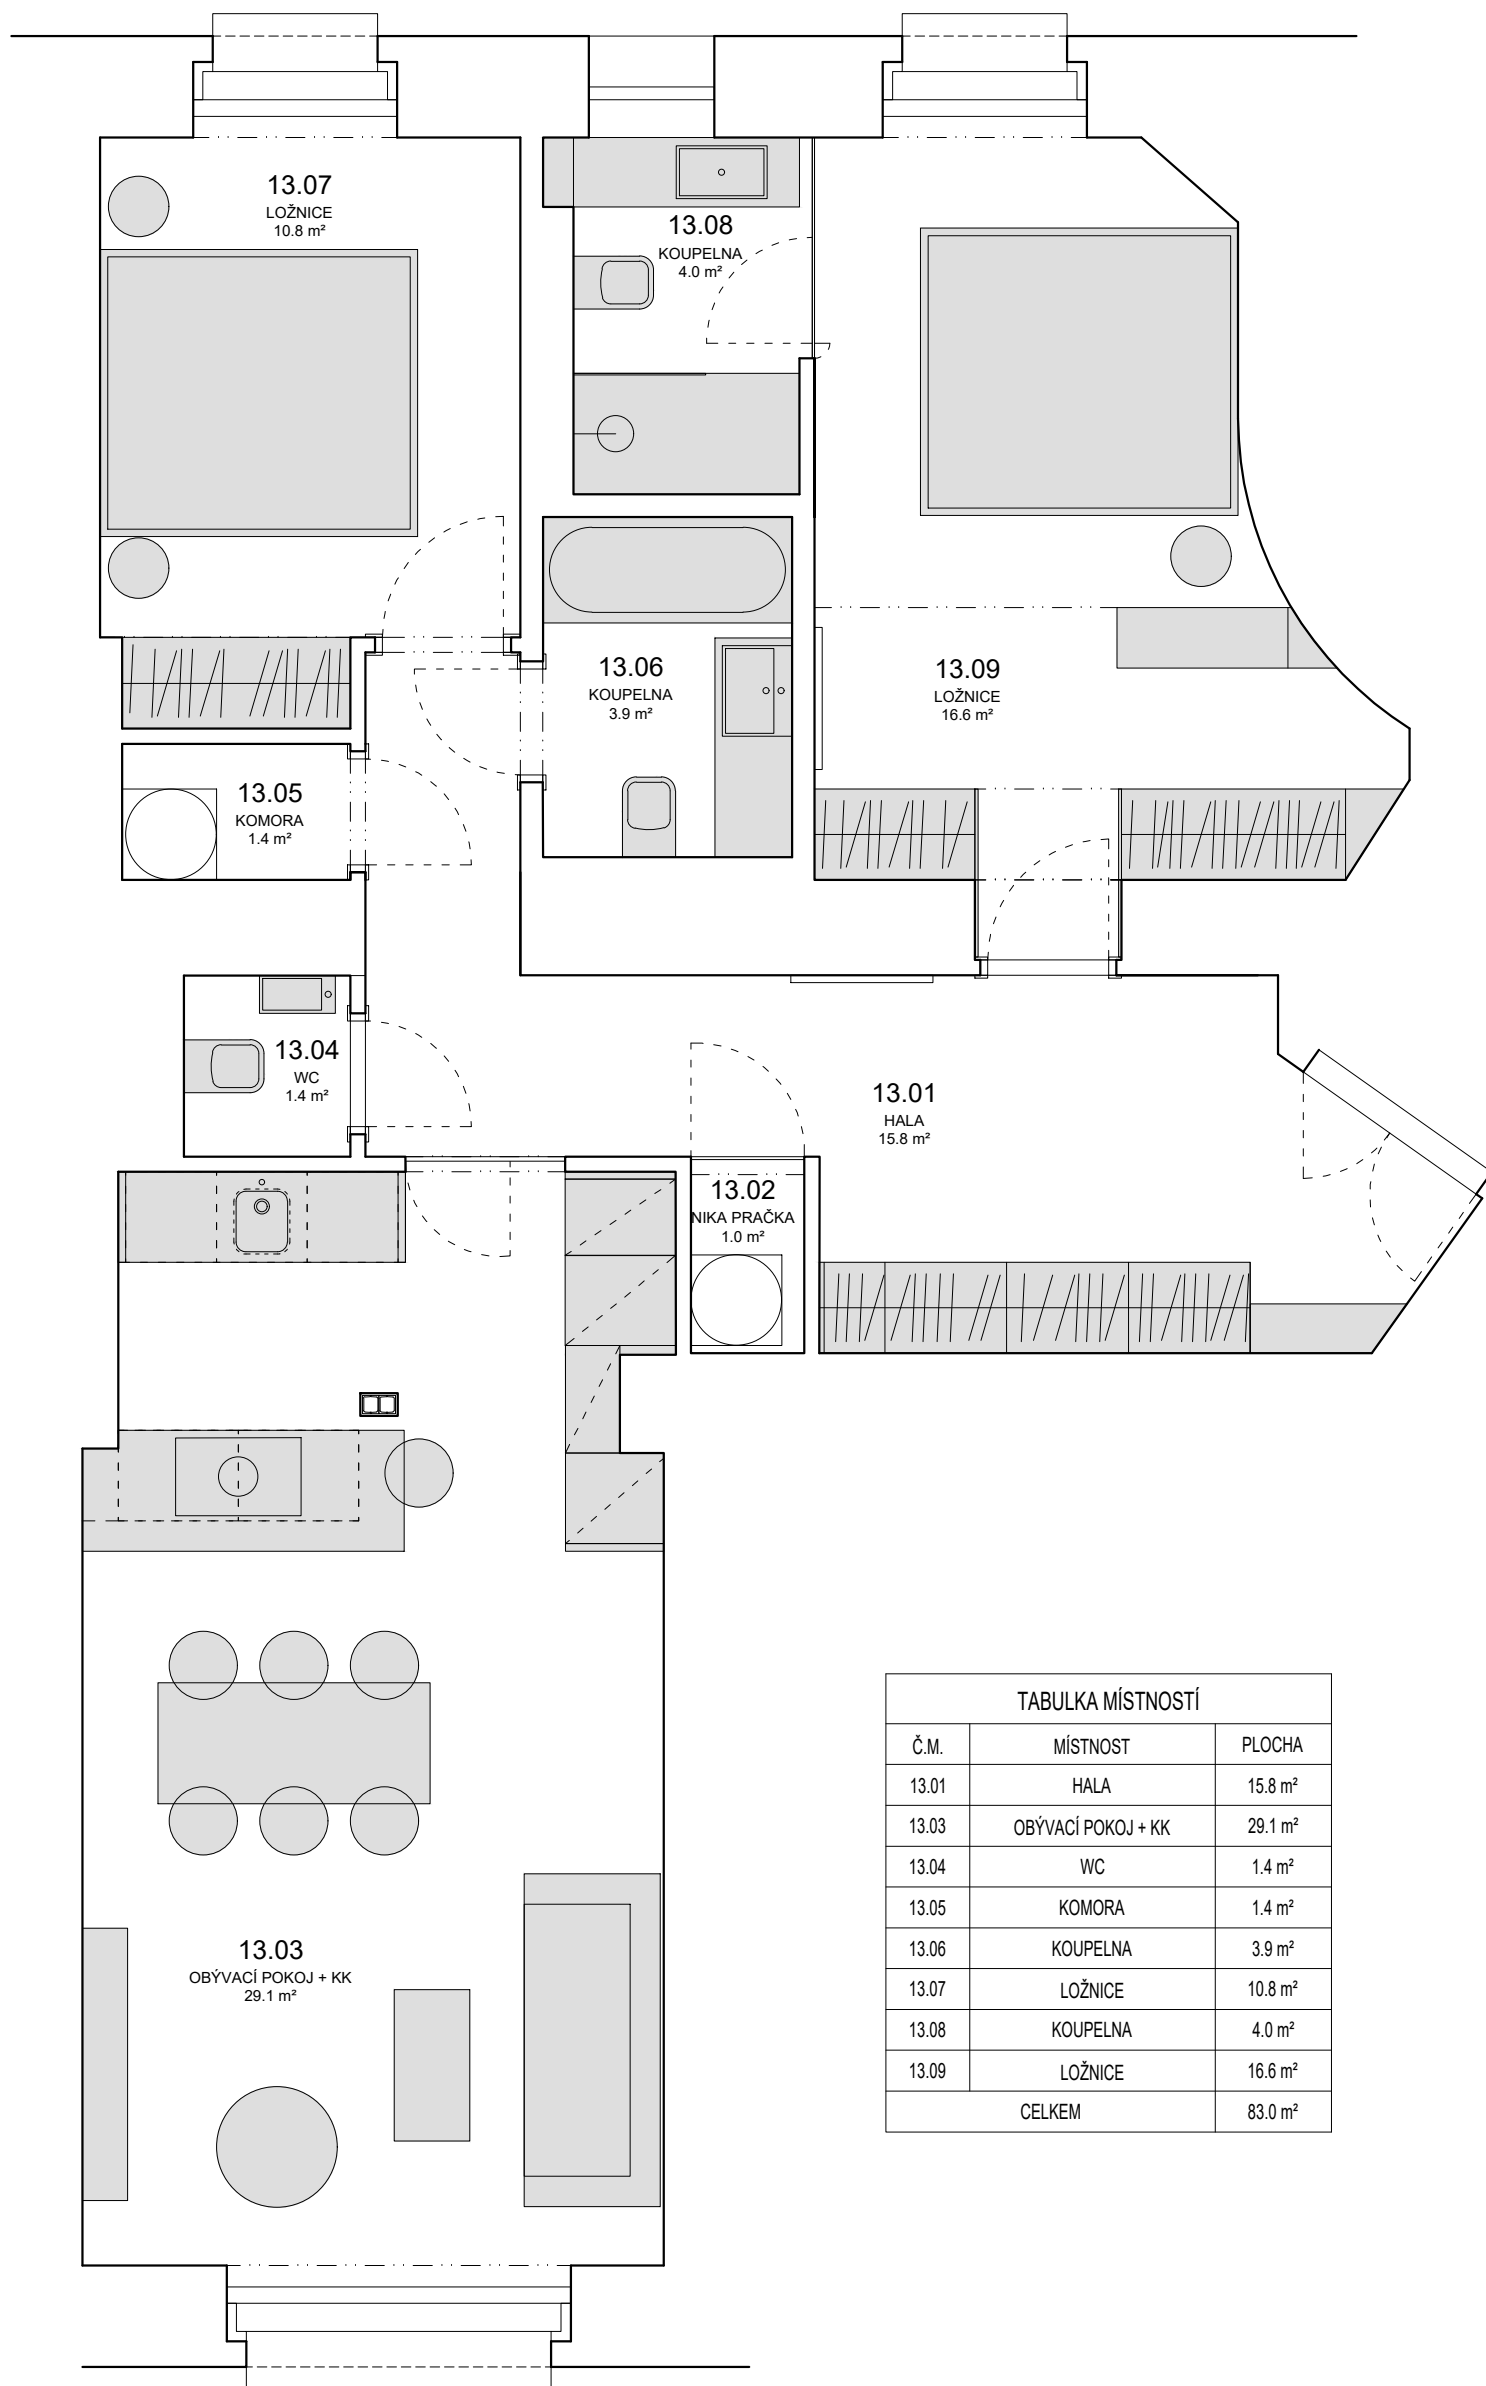 13.07
LOŽNICE
10.8 m²
13.08
KOUPELNA
4.0 m²
13.06
KOUPELNA
3.9 m²
13.09
LOŽNICE
16.6 m²
13.05
KOMORA
1.4 m²
13.04
WC
1.4 m²
13.01
HALA
15.8 m²
13.02
NIKA PRAČKA
1.0 m²
13.03
OBÝVACÍ POKOJ + KK
29.1 m²
TABULKA MÍSTNOSTÍ
Č.M. MÍSTNOST PLOCHA
13.01 HALA 15.8 m²
13.03 OBÝVACÍ POKOJ + KK 29.1 m²
13.04 WC 1.4 m²
13.05 KOMORA 1.4 m²
13.06 KOUPELNA 3.9 m²
13.07 LOŽNICE 10.8 m²
13.08 KOUPELNA 4.0 m²
13.09 LOŽNICE 16.6 m²
CELKEM 83.0 m²